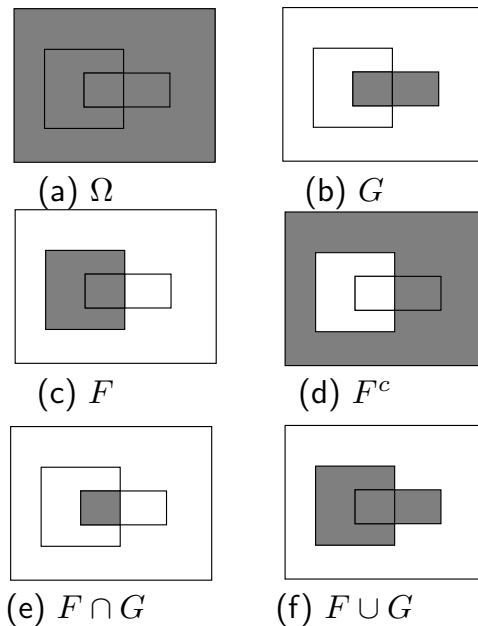 (a) Ω
(b) G
(c) F
(d) F^c
(e) F ∩ G
(f) F ∪ G